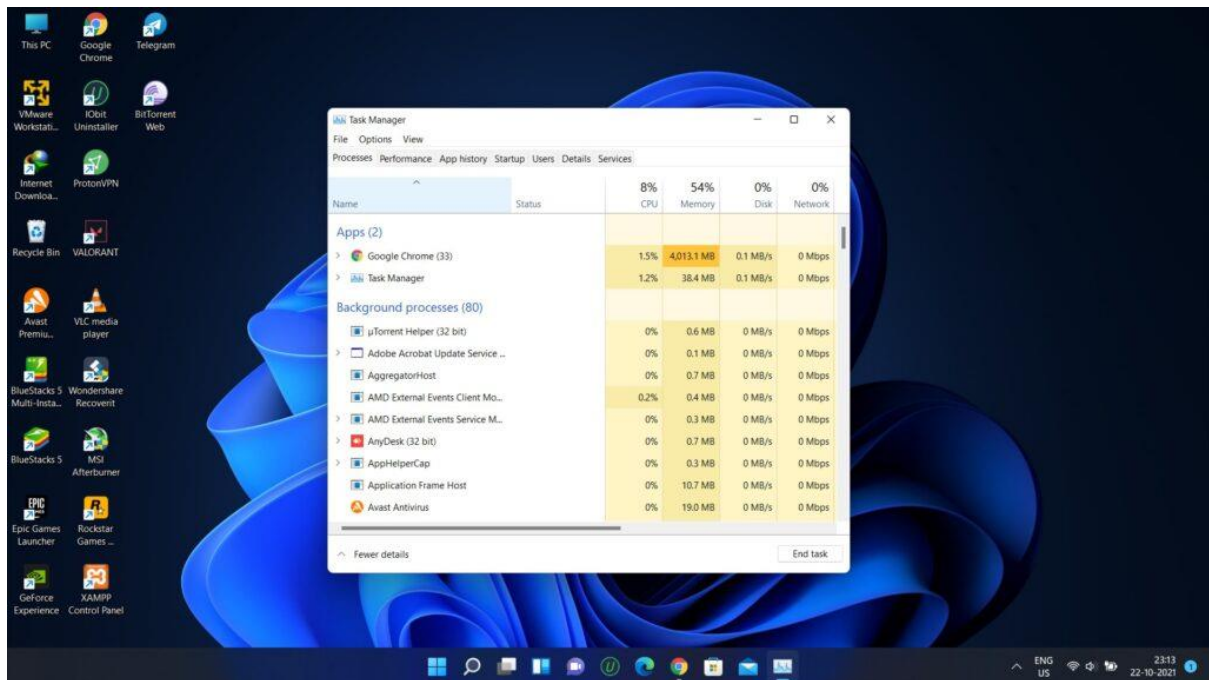 This PC
Google
Chrome
Telegram
VMware
Workstati...
IObit
Uninstaller
BitTorrent
Web
Internet
Downloa...
ProtonVPN
Recycle Bin
VALORANT
Avast
Premiu...
VLC media
player
BlueStacks 5
Multi-Insta...
Wondershare
Recoverit
BlueStacks 5
MSI
Afterburner
EPIC
Epic Games
Launcher
R
Rockstar
Games ...
GeForce
Experience
XAMPP
Control Panel
Task Manager
File Options View
Processes Performance App history Startup Users Details Services
8% 54% 0% 0%
Name Status CPU Memory Disk Network
Apps (2)
Google Chrome (33) 1.5% 4,013.1 MB 0.1 MB/s 0 Mbps
Task Manager 1.2% 38.4 MB 0.1 MB/s 0 Mbps
Background processes (80)
µTorrent Helper (32 bit) 0% 0.6 MB 0 MB/s 0 Mbps
Adobe Acrobat Update Service ... 0% 0.1 MB 0 MB/s 0 Mbps
AggregatorHost 0% 0.7 MB 0 MB/s 0 Mbps
AMD External Events Client Mo... 0.2% 0.4 MB 0 MB/s 0 Mbps
AMD External Events Service M... 0% 0.3 MB 0 MB/s 0 Mbps
AnyDesk (32 bit) 0% 0.7 MB 0 MB/s 0 Mbps
AppHelperCap 0% 0.3 MB 0 MB/s 0 Mbps
Application Frame Host 0% 10.7 MB 0 MB/s 0 Mbps
Avast Antivirus 0% 19.0 MB 0 MB/s 0 Mbps
Fewer details
End task
ENG
US
23:13
22-10-2021
1